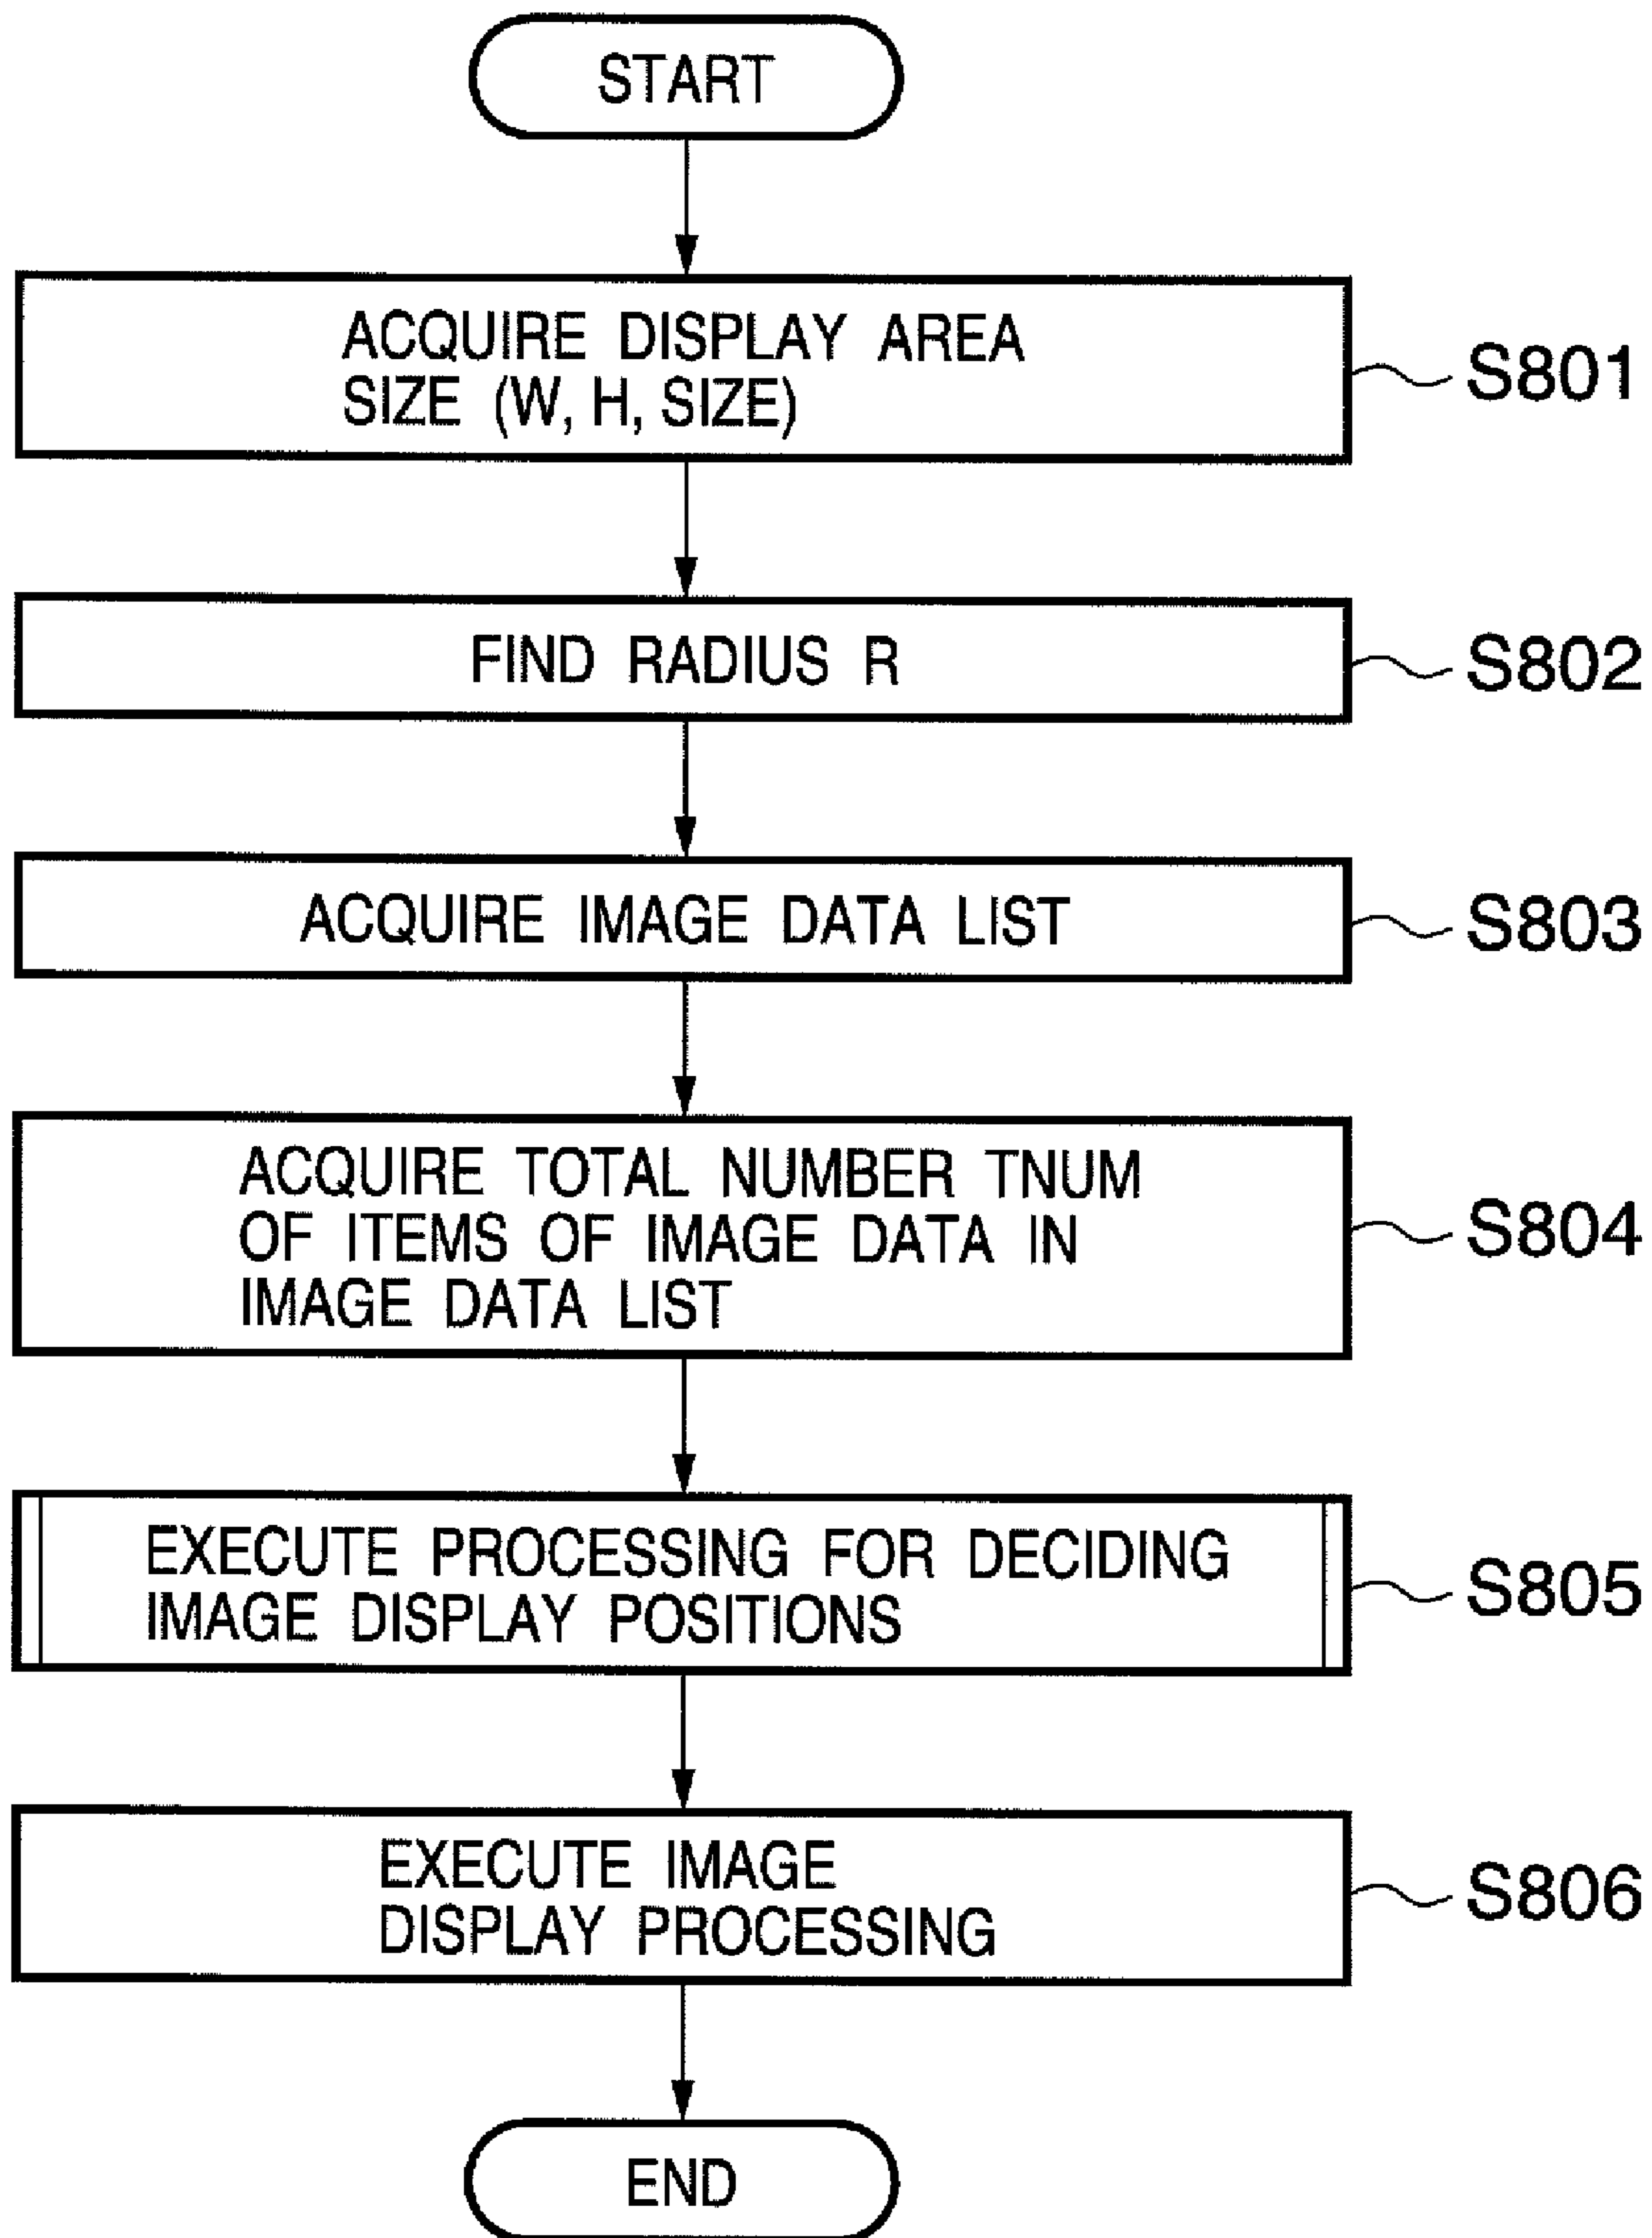 START
ACQUIRE DISPLAY AREA
SIZE (W, H, SIZE)
S801
FIND RADIUS R
S802
ACQUIRE IMAGE DATA LIST
S803
ACQUIRE TOTAL NUMBER TNUM
OF ITEMS OF IMAGE DATA IN
IMAGE DATA LIST
S804
EXECUTE PROCESSING FOR DECIDING
IMAGE DISPLAY POSITIONS
S805
EXECUTE IMAGE
DISPLAY PROCESSING
S806
END